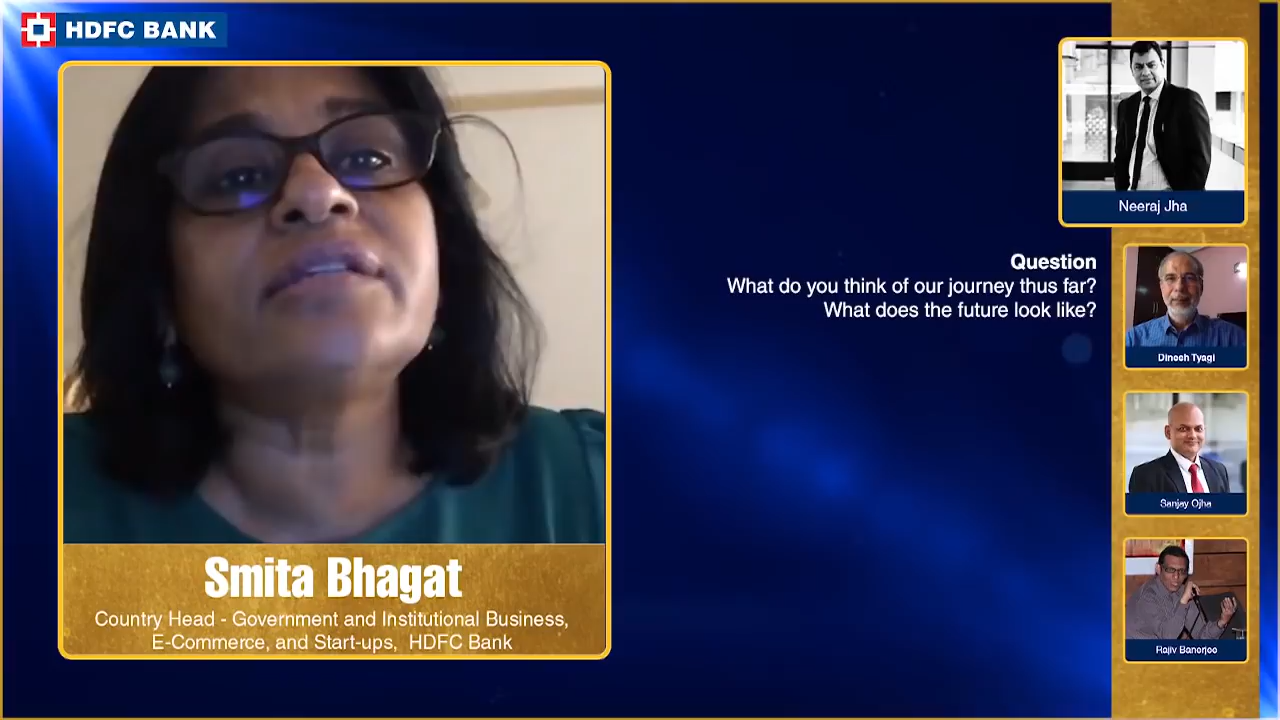 HDFC BANK
Smita Bhagat
Country Head - Government and Institutional Business,
E-Commerce, and Start-ups, HDFC Bank
Question
What do you think of our journey thus far?
What does the future look like?
Neeraj Jha
Dinesh Tyagi
Sanjay Ojha
Rajiv Banerjee